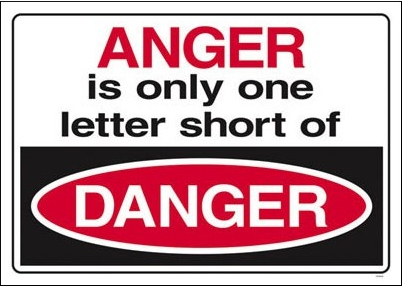 ANGER
is only one
letter short of
DANGER